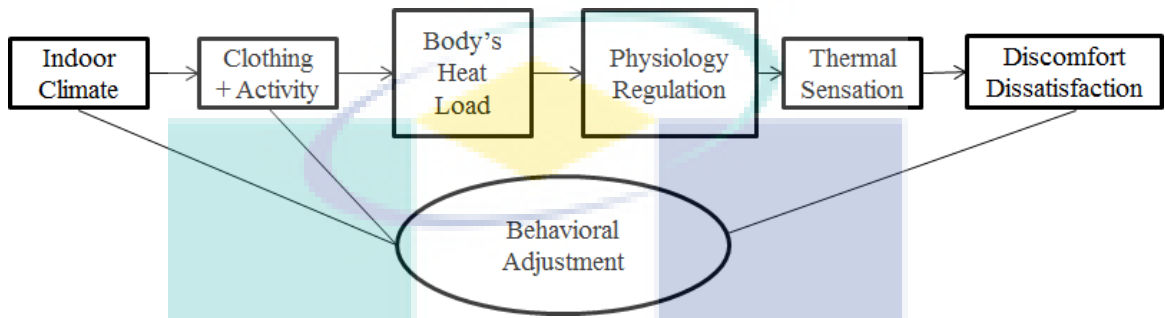 Indoor
Climate
Clothing
+ Activity
Body's
Heat
Load
Physiology
Regulation
Thermal
Sensation
Discomfort
Dissatisfaction
Behavioral
Adjustment